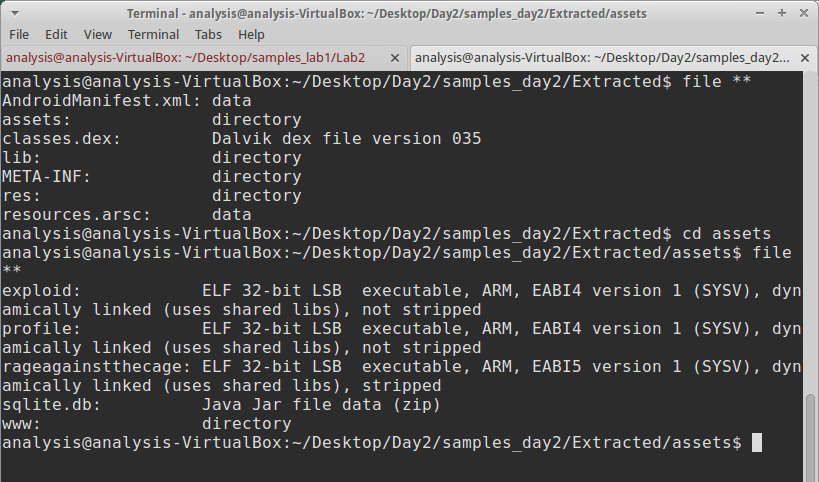 Terminal - analysis@analysis-VirtualBox: ~/Desktop/Day2/samples_day2/Extracted/assets
File Edit View Terminal Tabs Help
analysis@analysis-VirtualBox: ~/Desktop/samples_lab1/Lab2 analysis@analysis-VirtualBox: ~/Desktop/Day2/samples_day2...
analysis@analysis-VirtualBox:~/Desktop/Day2/samples_day2/Extracted$ file **
AndroidManifest.xml: data
assets: directory
classes.dex: Dalvik dex file version 035
lib: directory
META-INF: directory
res: directory
resources.arsc: data
analysis@analysis-VirtualBox:~/Desktop/Day2/samples_day2/Extracted$ cd assets
analysis@analysis-VirtualBox:~/Desktop/Day2/samples_day2/Extracted/assets$ file
**
exploid: ELF 32-bit LSB  executable, ARM, EABI4 version 1 (SYSV), dyn
amically linked (uses shared libs), not stripped
profile: ELF 32-bit LSB  executable, ARM, EABI4 version 1 (SYSV), dyn
amically linked (uses shared libs), not stripped
rageagainstthecage: ELF 32-bit LSB  executable, ARM, EABI5 version 1 (SYSV), dyn
amically linked (uses shared libs), stripped
sqlite.db: Java Jar file data (zip)
www: directory
analysis@analysis-VirtualBox:~/Desktop/Day2/samples_day2/Extracted/assets$